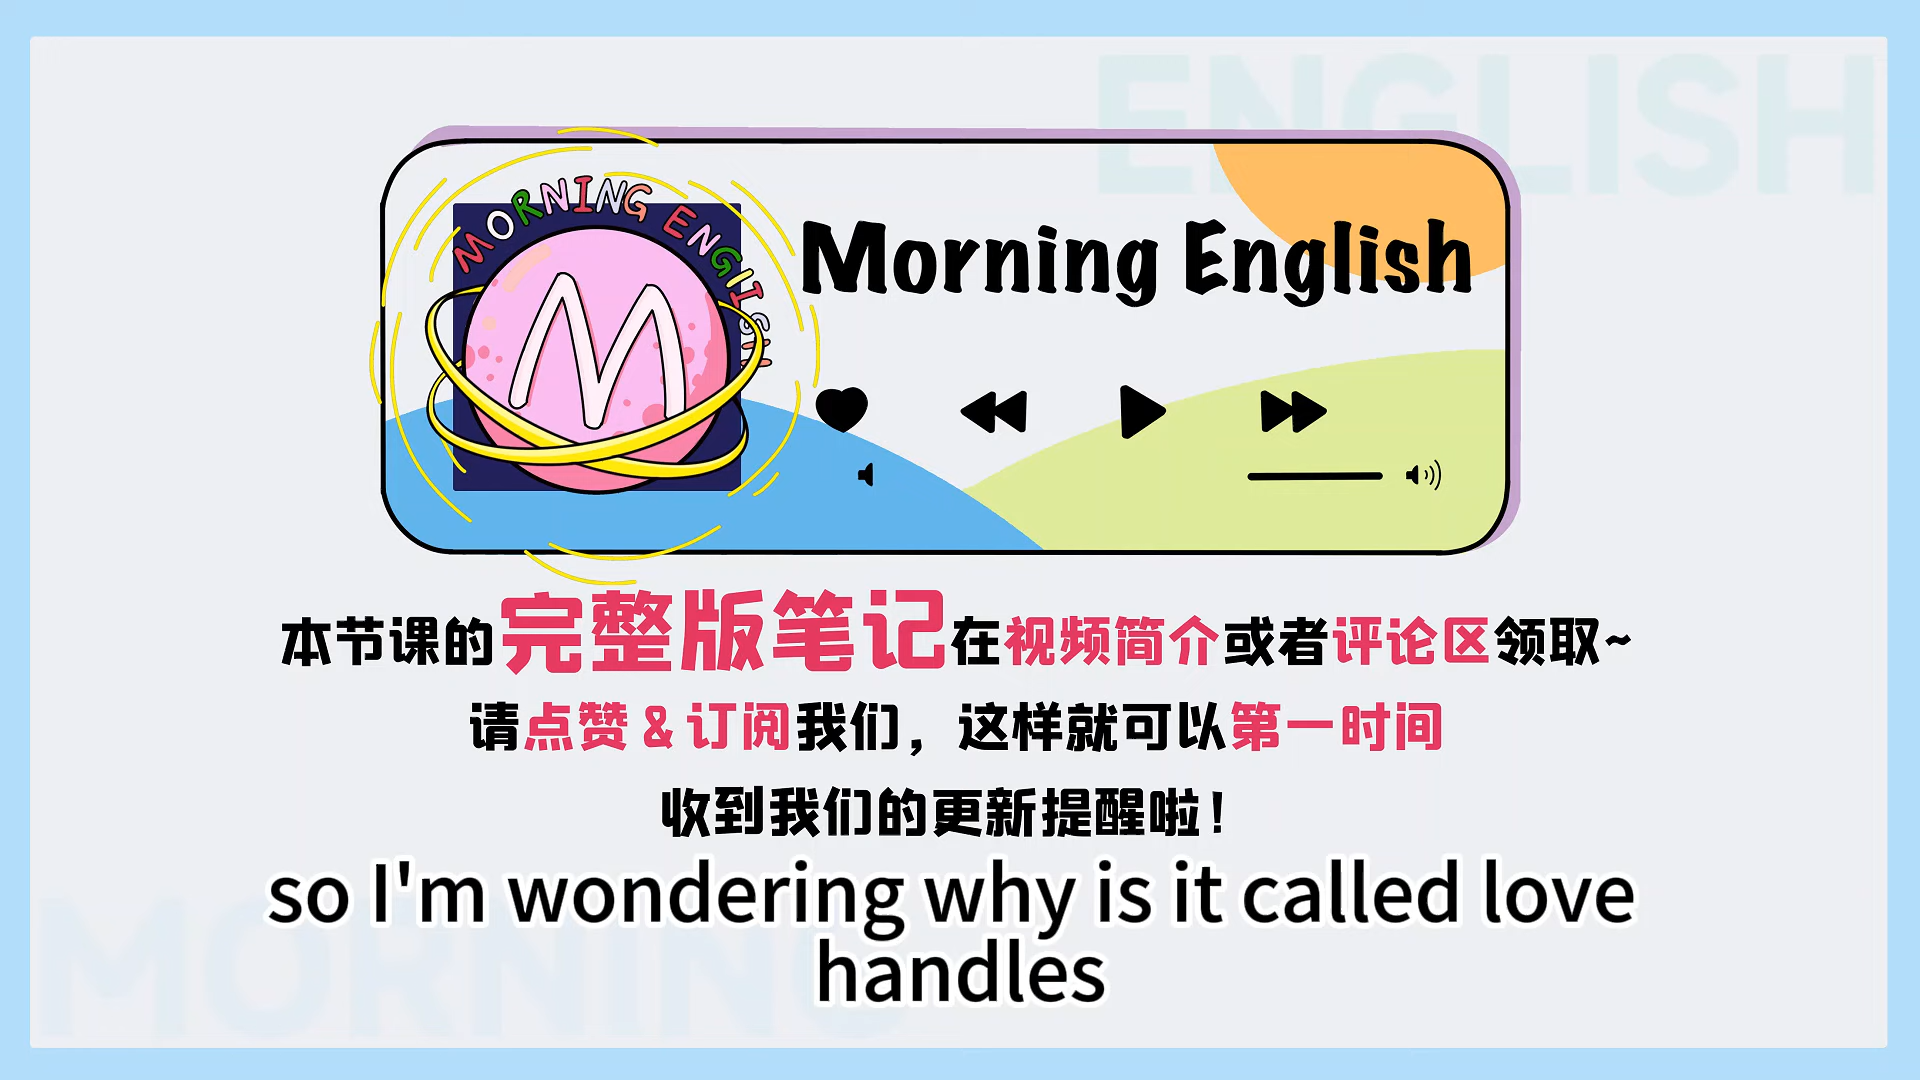 ENGLISH
MORNING ENGlISH
M
Morning English
本节课的完整版笔记在视频简介或者评论区领取~
请点赞&订阅我们，这样就可以第一时间
收到我们的更新提醒啦！
so I'm wondering why is it called love
handles
MORNING